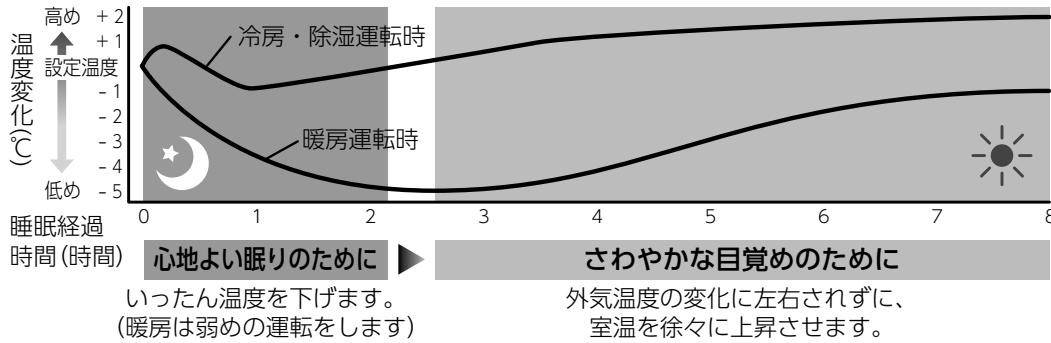 高め +2
+1
設定温度
-1
-2
-3
-4
低め -5
温度変化(℃)
冷房・除湿運転時
暖房運転時
0 1 2 3 4 5 6 7 8
睡眠経過
時間(時間)
心地よい眠りのために
いったん温度を下げます。
(暖房は弱めの運転をします)
さわやかな目覚めのために
外気温度の変化に左右されずに、
室温を徐々に上昇させます。